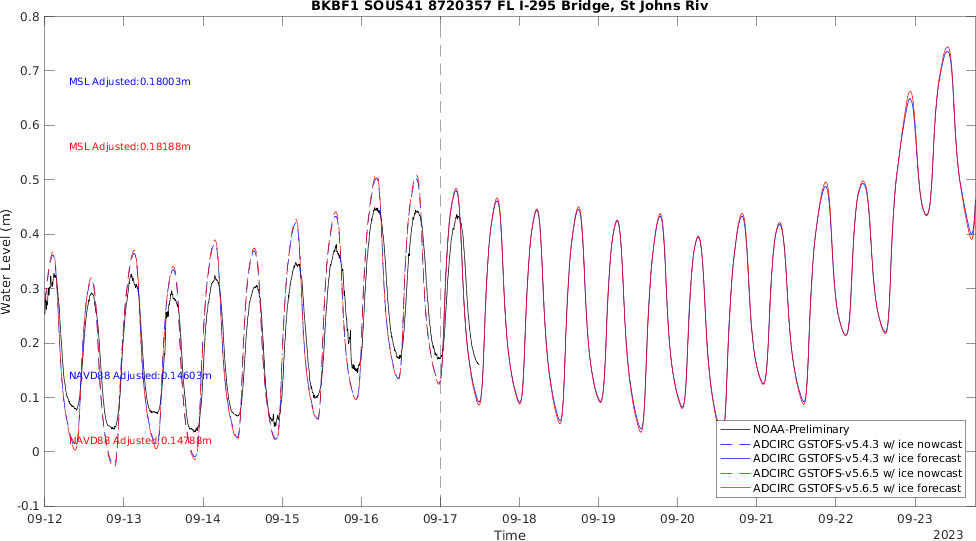 BKBF1 SOUS41 8720357 FL I-295 Bridge, St Johns Riv
0.8
0.7
0.6
0.5
0.4
0.3
0.2
0.1
0
-0.1
Water Level (m)
MSL Adjusted:0.18003m
MSL Adjusted:0.18188m
NAVD88 Adjusted:0.14603m
NAVD88 Adjusted:0.14788m
NOAA-Preliminary
ADCIRC GSTOFS-v5.4.3 w/ ice nowcast
ADCIRC GSTOFS-v5.4.3 w/ ice forecast
ADCIRC GSTOFS-v5.6.5 w/ ice nowcast
ADCIRC GSTOFS-v5.6.5 w/ ice forecast
09-12 09-13 09-14 09-15 09-16 09-17 09-18 09-19 09-20 09-21 09-22 09-23
Time
2023